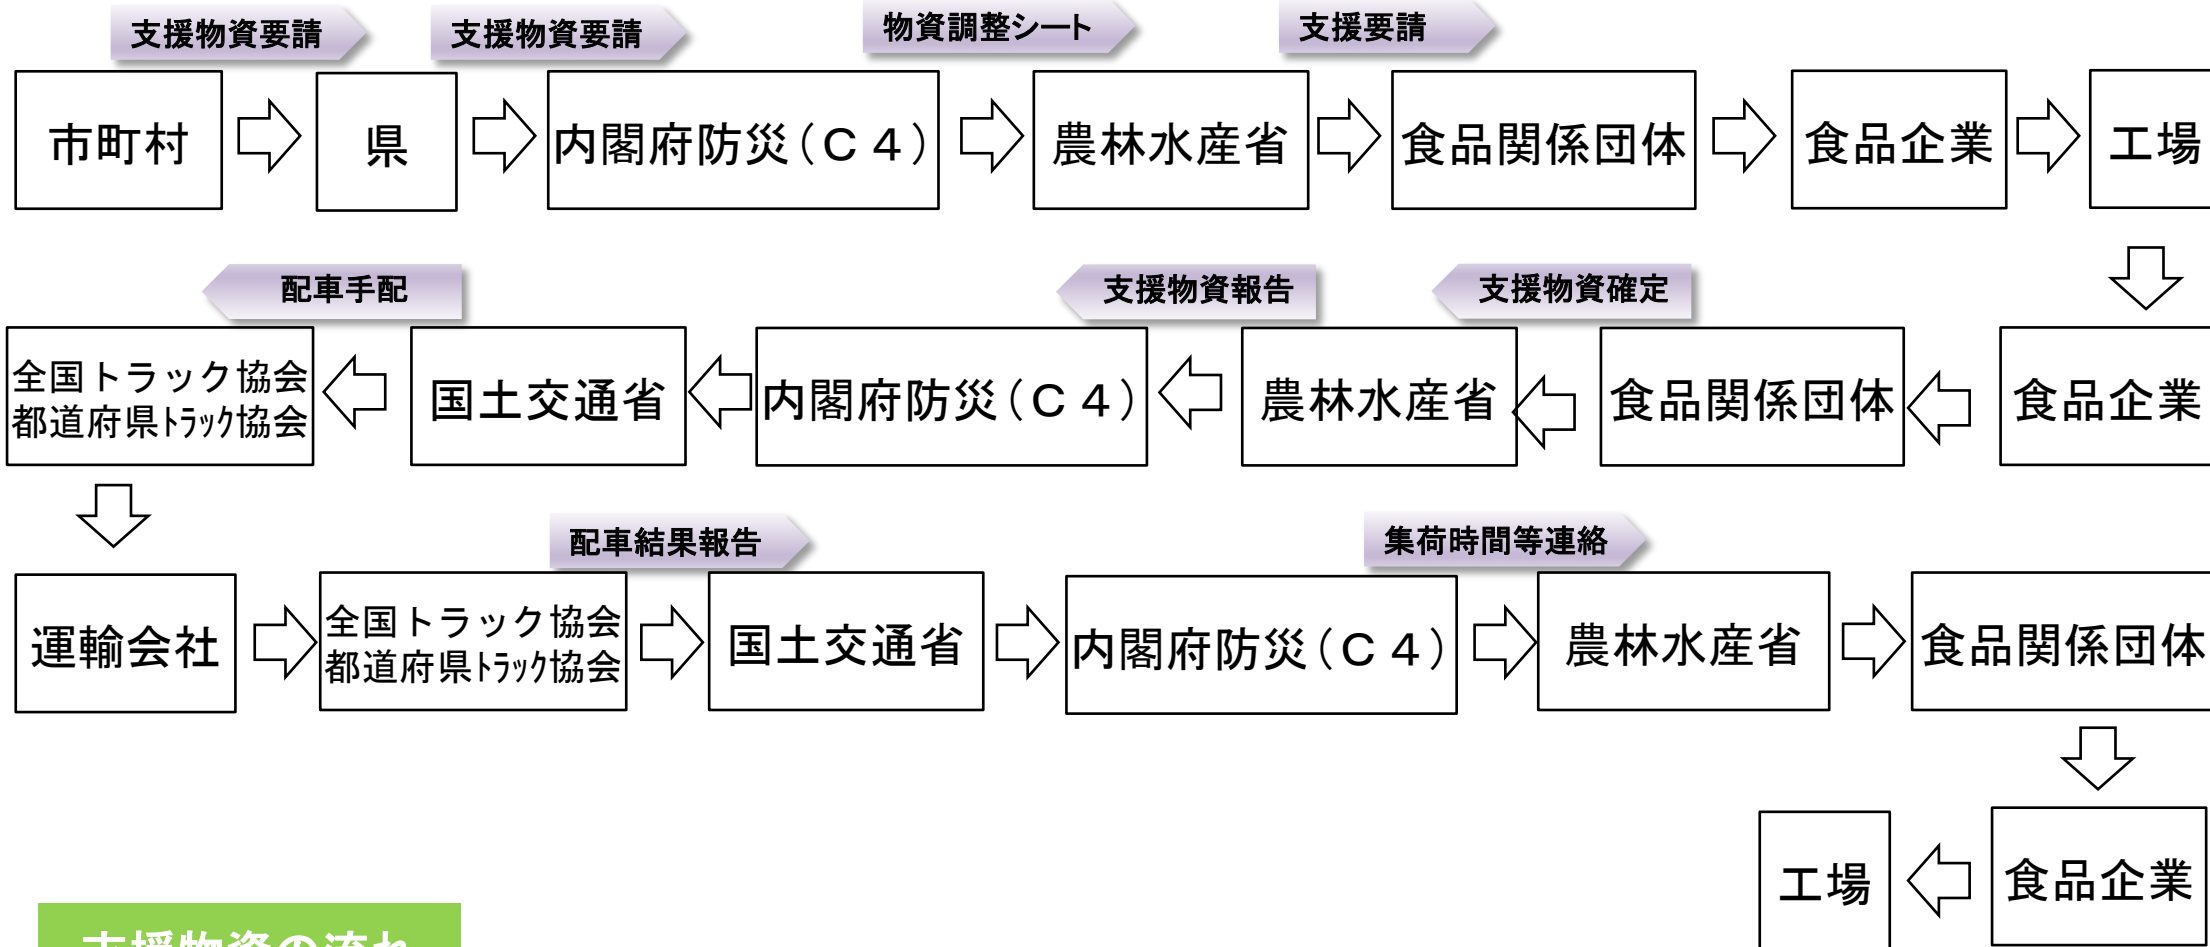 支援物資要請
支援物資要請
物資調整シート
支援要請
市町村
県
内閣府防災(Ｃ４)
農林水産省
食品関係団体
食品企業
工場
配車手配
支援物資報告
支援物資確定
全国トラック協会
都道府県ﾄﾗｯｸ協会
国土交通省
内閣府防災(Ｃ４)
農林水産省
食品関係団体
食品企業
配車結果報告
集荷時間等連絡
運輸会社
全国トラック協会
都道府県ﾄﾗｯｸ協会
国土交通省
内閣府防災(Ｃ４)
農林水産省
食品関係団体
工場
食品企業
支援物資の流れ